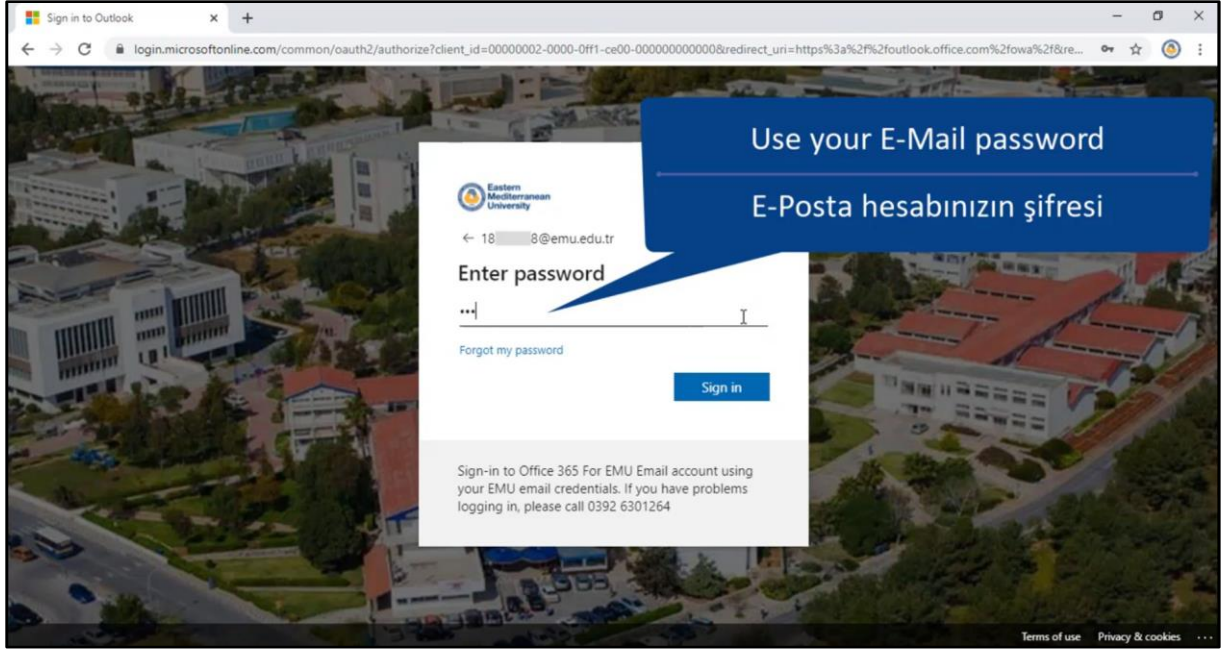 Sign in to Outlook
login.microsoftonline.com/common/oauth2/authorize?client_id=00000002-0000-0ff1-ce00-000000000000&redirect_uri=https%3a%2f%2foutlook.office.com%2fowa%2f&re...
Use your E-Mail password
E-Posta hesabınızın şifresi
Eastern
Mediterranean
University
← 18 8@emu.edu.tr
Enter password
•••
Forgot my password
Sign in
Sign-in to Office 365 For EMU Email account using
your EMU email credentials. If you have problems
logging in, please call 0392 6301264
Terms of use Privacy & cookies ...